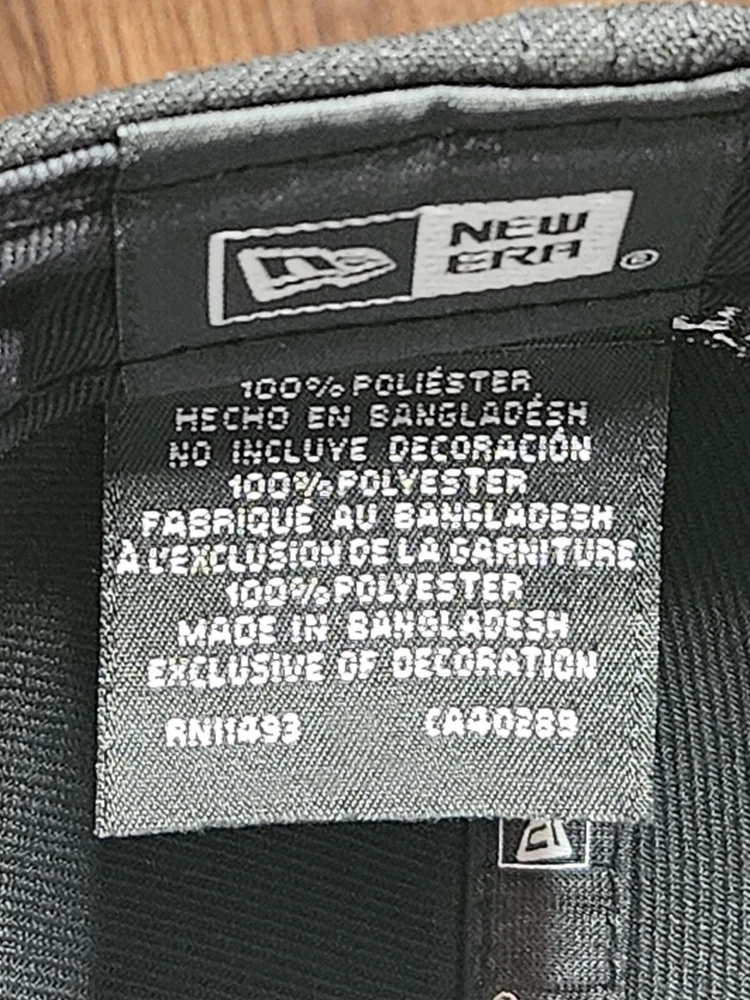 NE NEW ERA ®
100% POLIÉSTER
HECHO EN BANGLADÉSH
NO INCLUYE DECORACIÓN
100% POLYESTER
FABRIQUÉ AU BANGLADESH
À L'EXCLUSION DE LA GARNITURE
100% POLYESTER
MADE IN BANGLADESH
EXCLUSIVE OF DECORATION
RN11493 CA40289